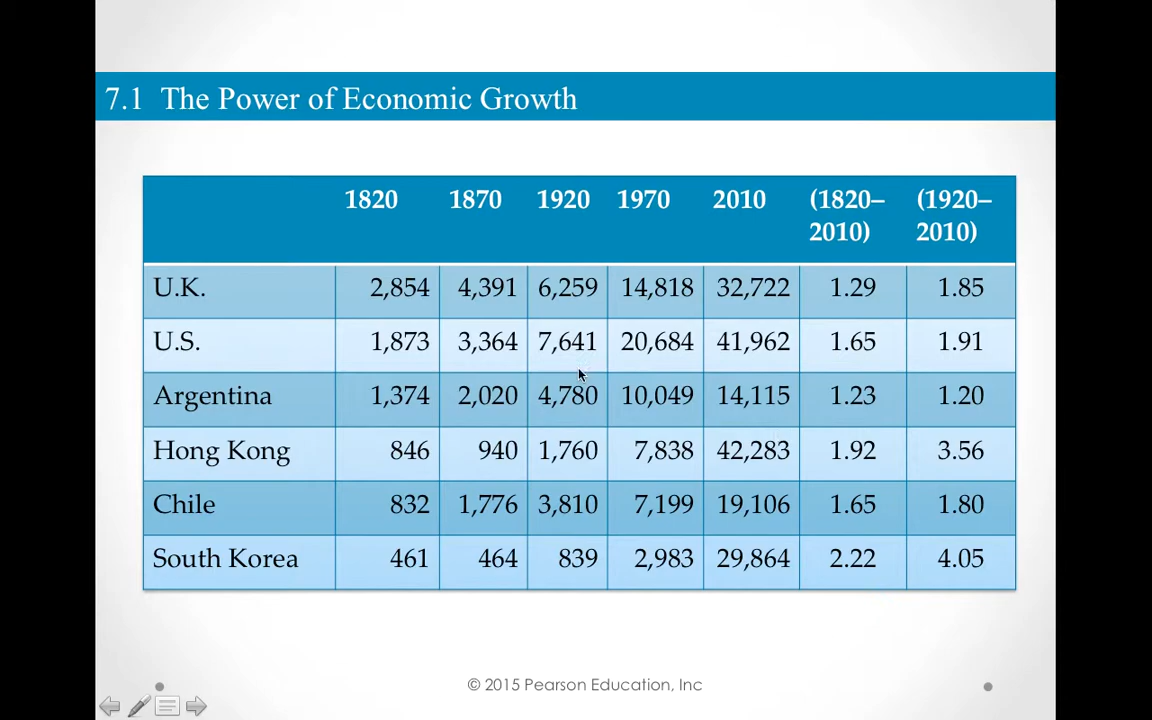 7.1 The Power of Economic Growth
1820 1870 1920 1970 2010 (1820–2010) (1920–2010)
U.K. 2,854 4,391 6,259 14,818 32,722 1.29 1.85
U.S. 1,873 3,364 7,641 20,684 41,962 1.65 1.91
Argentina 1,374 2,020 4,780 10,049 14,115 1.23 1.20
Hong Kong 846 940 1,760 7,838 42,283 1.92 3.56
Chile 832 1,776 3,810 7,199 19,106 1.65 1.80
South Korea 461 464 839 2,983 29,864 2.22 4.05
© 2015 Pearson Education, Inc